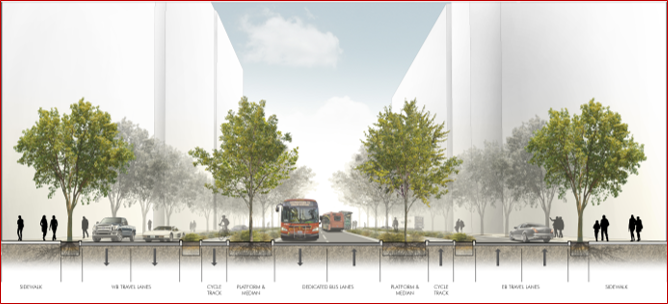 SIDEWALK
WB TRAVEL LANES
CYCLE
TRACK
PLATFORM &
MEDIAN
DEDICATED BUS LANES
PLATFORM &
MEDIAN
CYCLE
TRACK
EB TRAVEL LANES
SIDEWALK